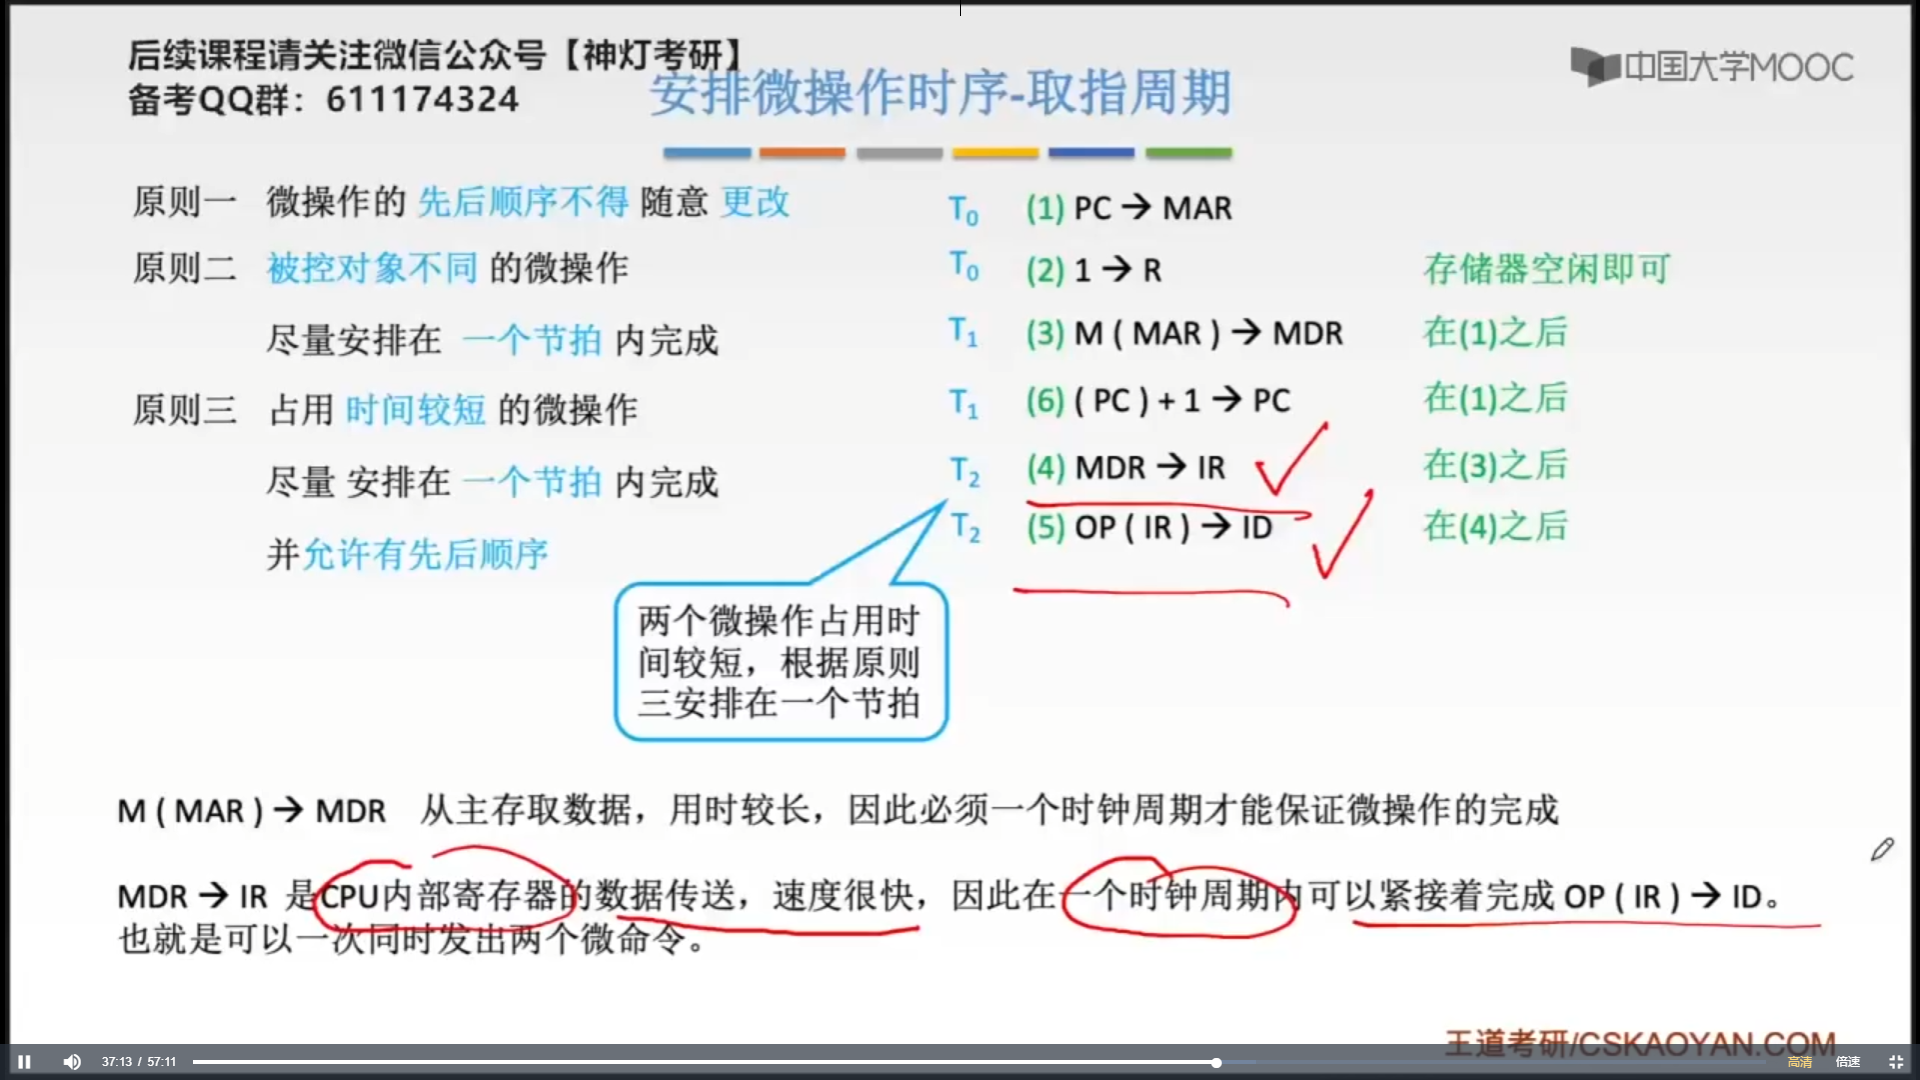 后续课程请关注微信公众号【神灯考研】
备考QQ群：611174324
中国大学MOOC
安排微操作时序-取指周期
原则一 微操作的 先后顺序不得 随意 更改
原则二 被控对象不同 的微操作
尽量安排在 一个节拍 内完成
原则三 占用 时间较短 的微操作
尽量 安排在 一个节拍 内完成
并允许有先后顺序
T0 (1) PC → MAR
T0 (2) 1 → R 存储器空闲即可
T1 (3) M ( MAR ) → MDR 在(1)之后
T1 (6) ( PC ) + 1 → PC 在(1)之后
T2 (4) MDR → IR 在(3)之后
T2 (5) OP ( IR ) → ID 在(4)之后
两个微操作占用时
间较短，根据原则
三安排在一个节拍
M ( MAR ) → MDR 从主存取数据，用时较长，因此必须一个时钟周期才能保证微操作的完成
MDR → IR 是CPU内部寄存器的数据传送，速度很快，因此在一个时钟周期内可以紧接着完成 OP ( IR ) → ID。
也就是可以一次同时发出两个微命令。
王道考研/CSKAOYAN.COM
37:13 / 57:11
高清 倍速